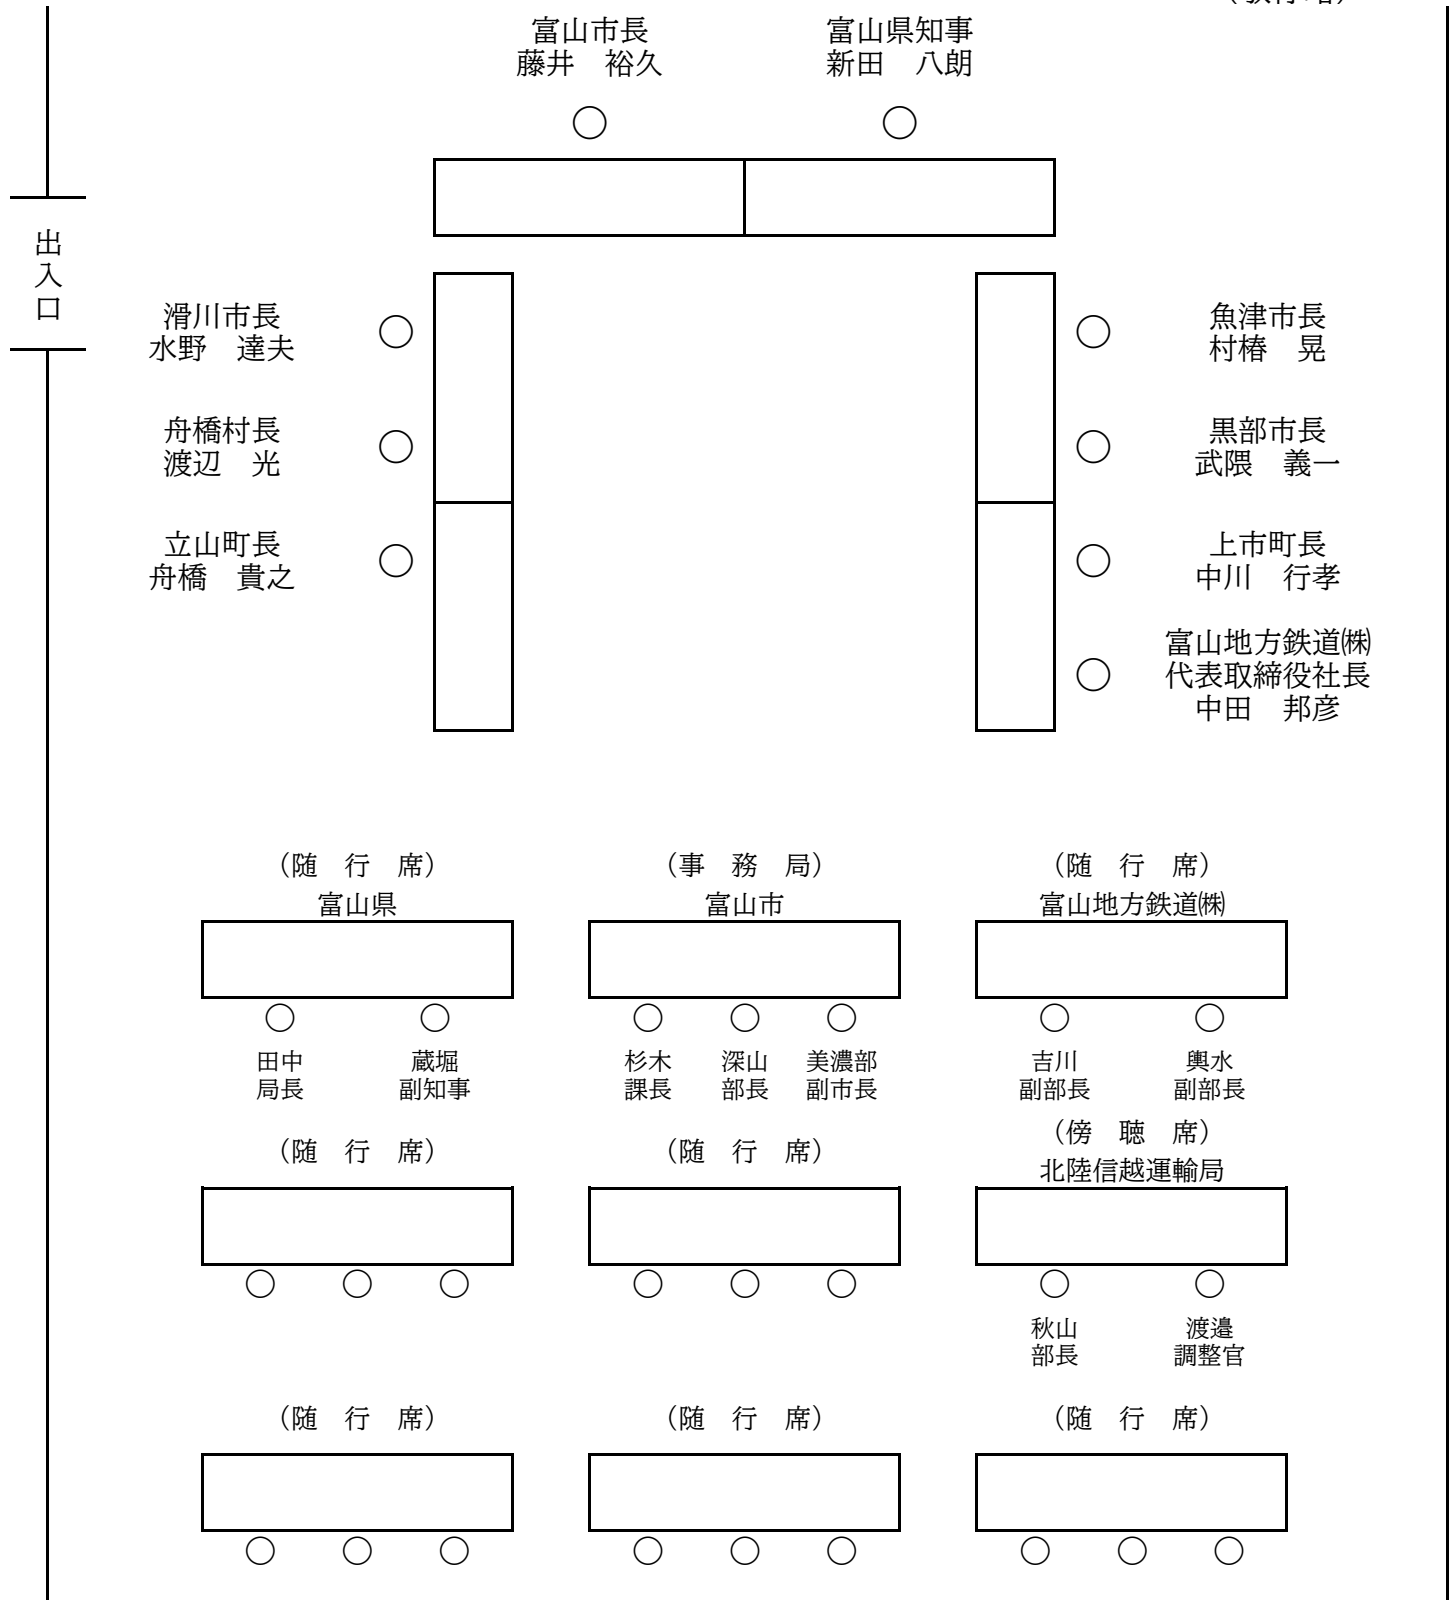 富山市長
藤井　裕久
富山県知事
新田　八朗
出入口
滑川市長
水野　達夫
魚津市長
村椿　晃
舟橋村長
渡辺　光
黒部市長
武隈　義一
立山町長
舟橋　貴之
上市町長
中川　行孝
富山地方鉄道㈱
代表取締役社長
中田　邦彦
（随　行　席）
富山県
（事　務　局）
富山市
（随　行　席）
富山地方鉄道㈱
田中
局長
蔵堀
副知事
杉木
課長
深山
部長
美濃部
副市長
吉川
副部長
輿水
副部長
（随　行　席）
（随　行　席）
（傍　聴　席）
北陸信越運輸局
秋山
部長
渡邉
調整官
（随　行　席）
（随　行　席）
（随　行　席）